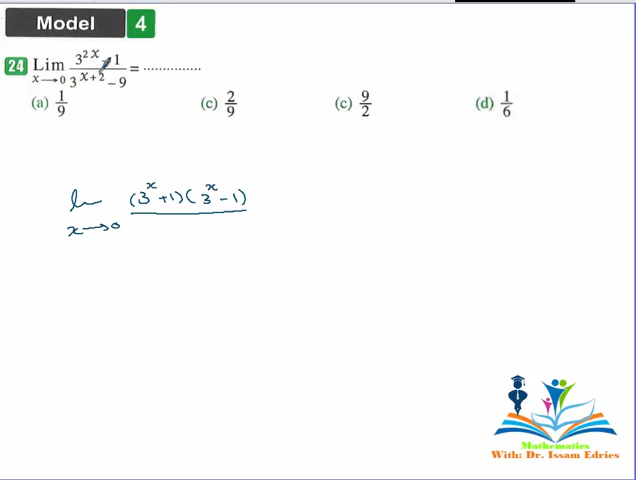 Model 4
24 Lim x→0 (3^{2x} - 1)/(3^{x+2} - 9) = ...............
(a) 1/9 (c) 2/9 (c) 9/2 (d) 1/6
lim x→0 (3^x + 1)(3^x - 1)
Mathematics
With: Dr. Issam Edries